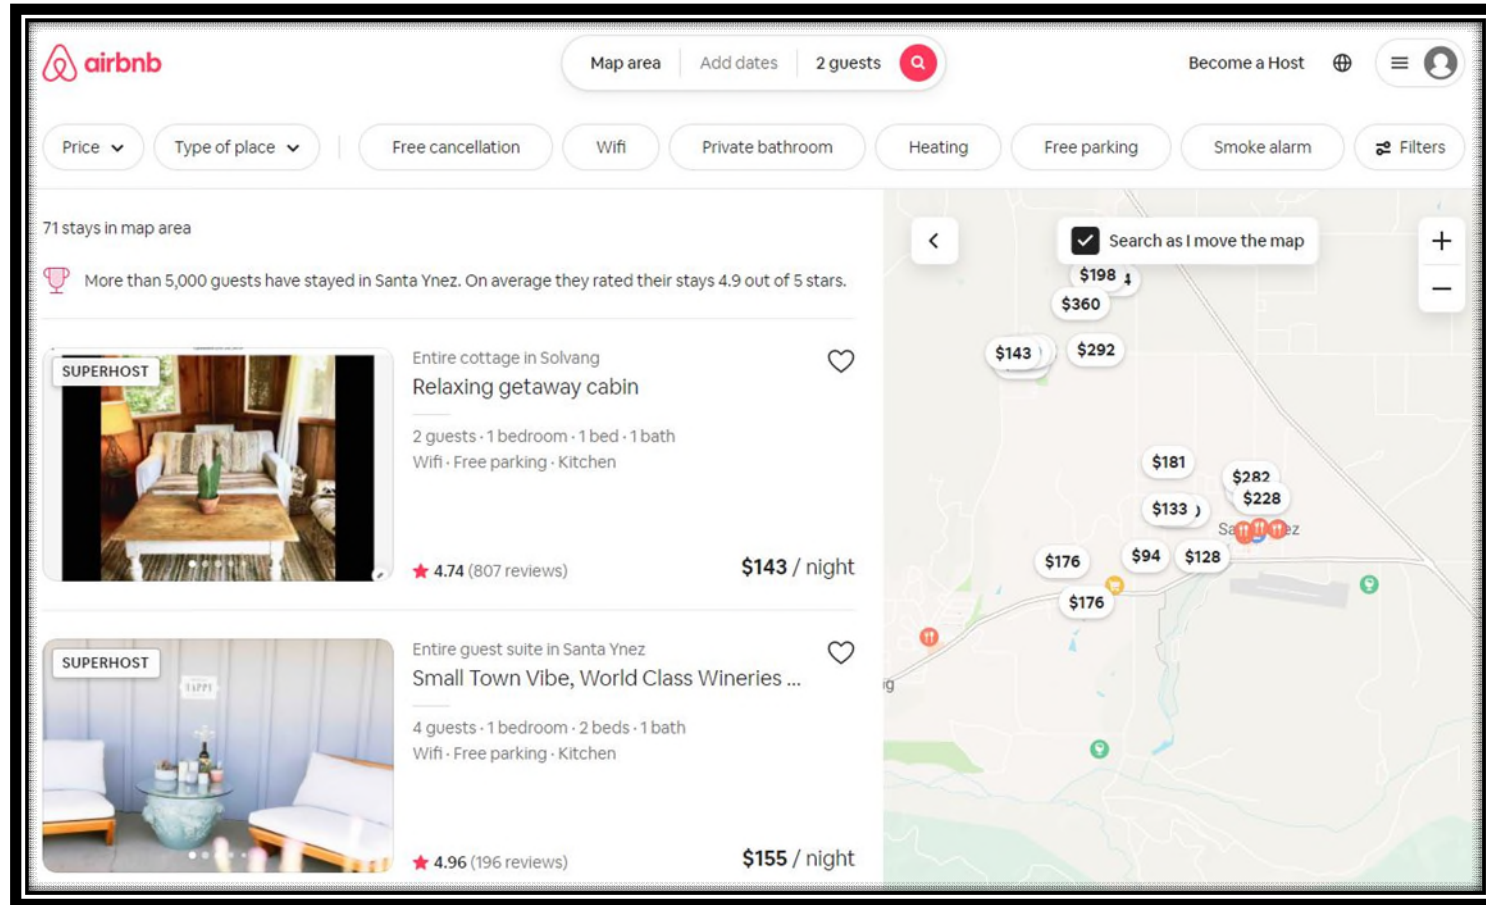 airbnb
Map area Add dates 2 guests
Become a Host
Price Type of place Free cancellation Wifi Private bathroom Heating Free parking Smoke alarm Filters
71 stays in map area
More than 5,000 guests have stayed in Santa Ynez. On average they rated their stays 4.9 out of 5 stars.
SUPERHOST
Entire cottage in Solvang
Relaxing getaway cabin
2 guests · 1 bedroom · 1 bed · 1 bath
Wifi · Free parking · Kitchen
4.74 (807 reviews)
$143 / night
SUPERHOST
HAPPY
Entire guest suite in Santa Ynez
Small Town Vibe, World Class Wineries ...
4 guests · 1 bedroom · 2 beds · 1 bath
Wifi · Free parking · Kitchen
4.96 (196 reviews)
$155 / night
Search as I move the map
+
−
$198 4
$360
$143
$292
$181
$282
$228
$133
$176
$94
$128
$176
ig